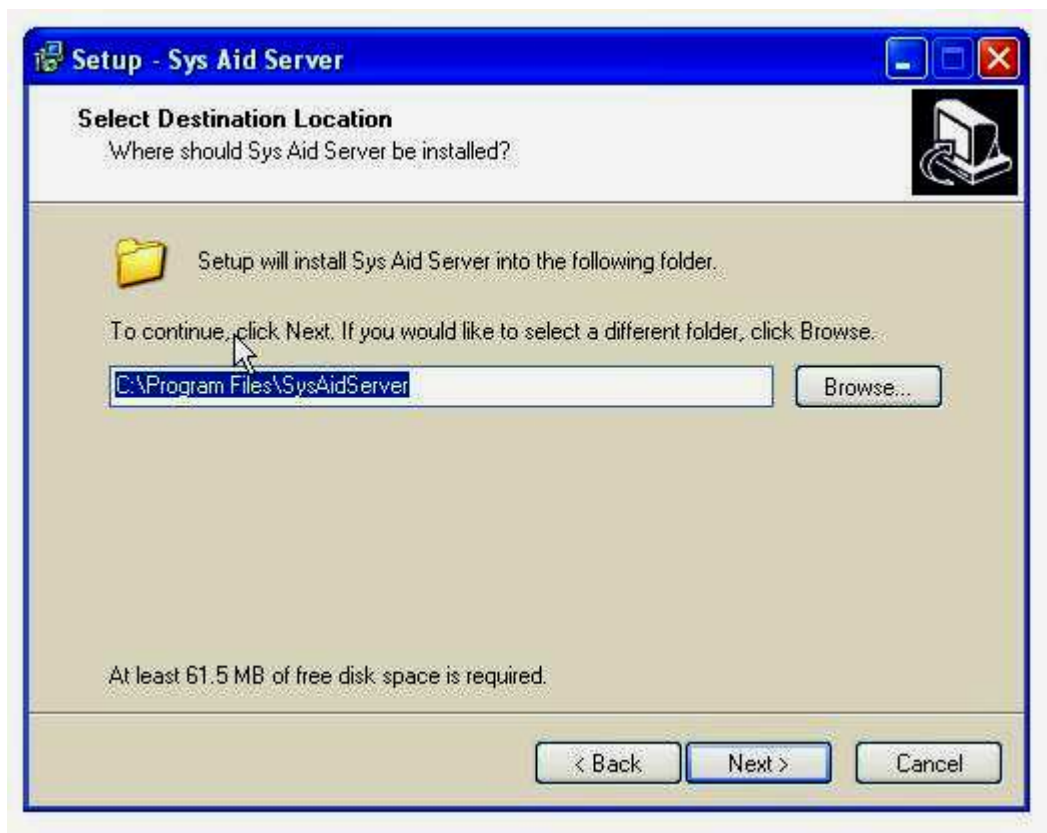 Setup - Sys Aid Server
Select Destination Location
Where should Sys Aid Server be installed?
Setup will install Sys Aid Server into the following folder.
To continue, click Next. If you would like to select a different folder, click Browse.
C:\Program Files\SysAidServer
Browse...
At least 61.5 MB of free disk space is required.
< Back
Next >
Cancel